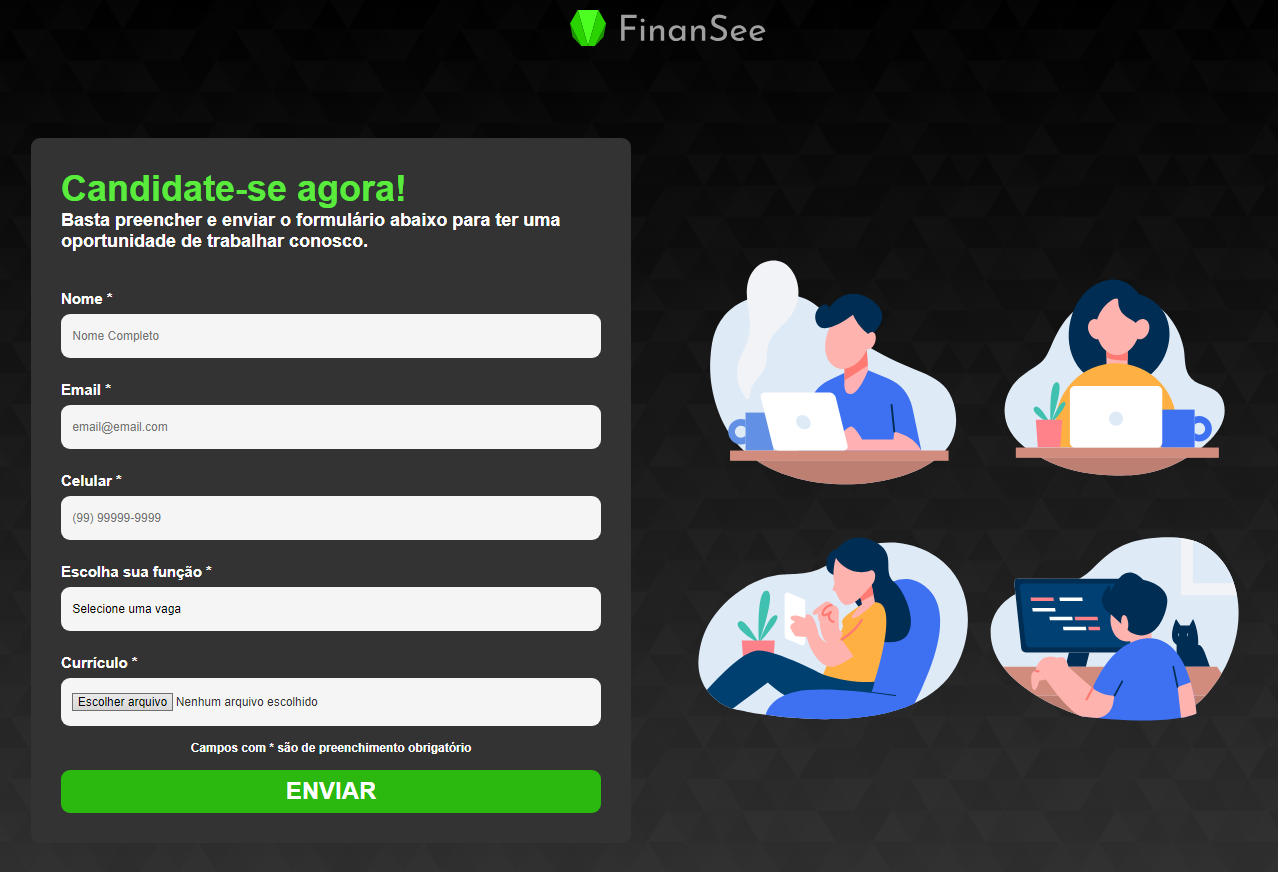 FinanSee
Candidate-se agora!
Basta preencher e enviar o formulário abaixo para ter uma
oportunidade de trabalhar conosco.
Nome *
Nome Completo
Email *
email@email.com
Celular *
(99) 99999-9999
Escolha sua função *
Selecione uma vaga
Currículo *
Escolher arquivo Nenhum arquivo escolhido
Campos com * são de preenchimento obrigatório
ENVIAR